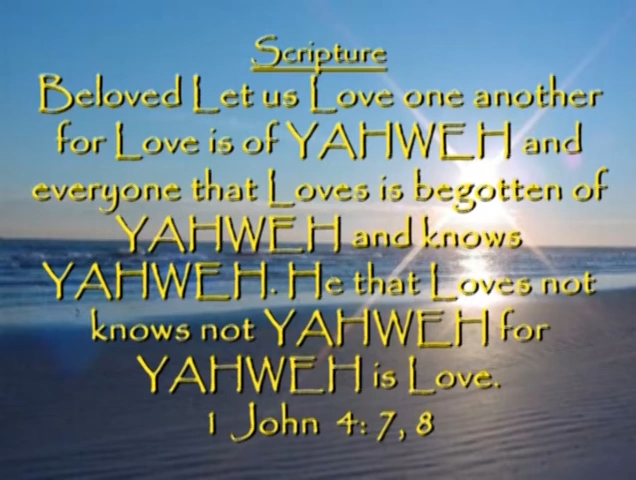 Scripture
Beloved Let us Love one another
for Love is of YAHWEH and
everyone that Loves is begotten of
YAHWEH and knows
YAHWEH. He that Loves not
knows not YAHWEH for
YAHWEH is Love.
1 John 4: 7, 8